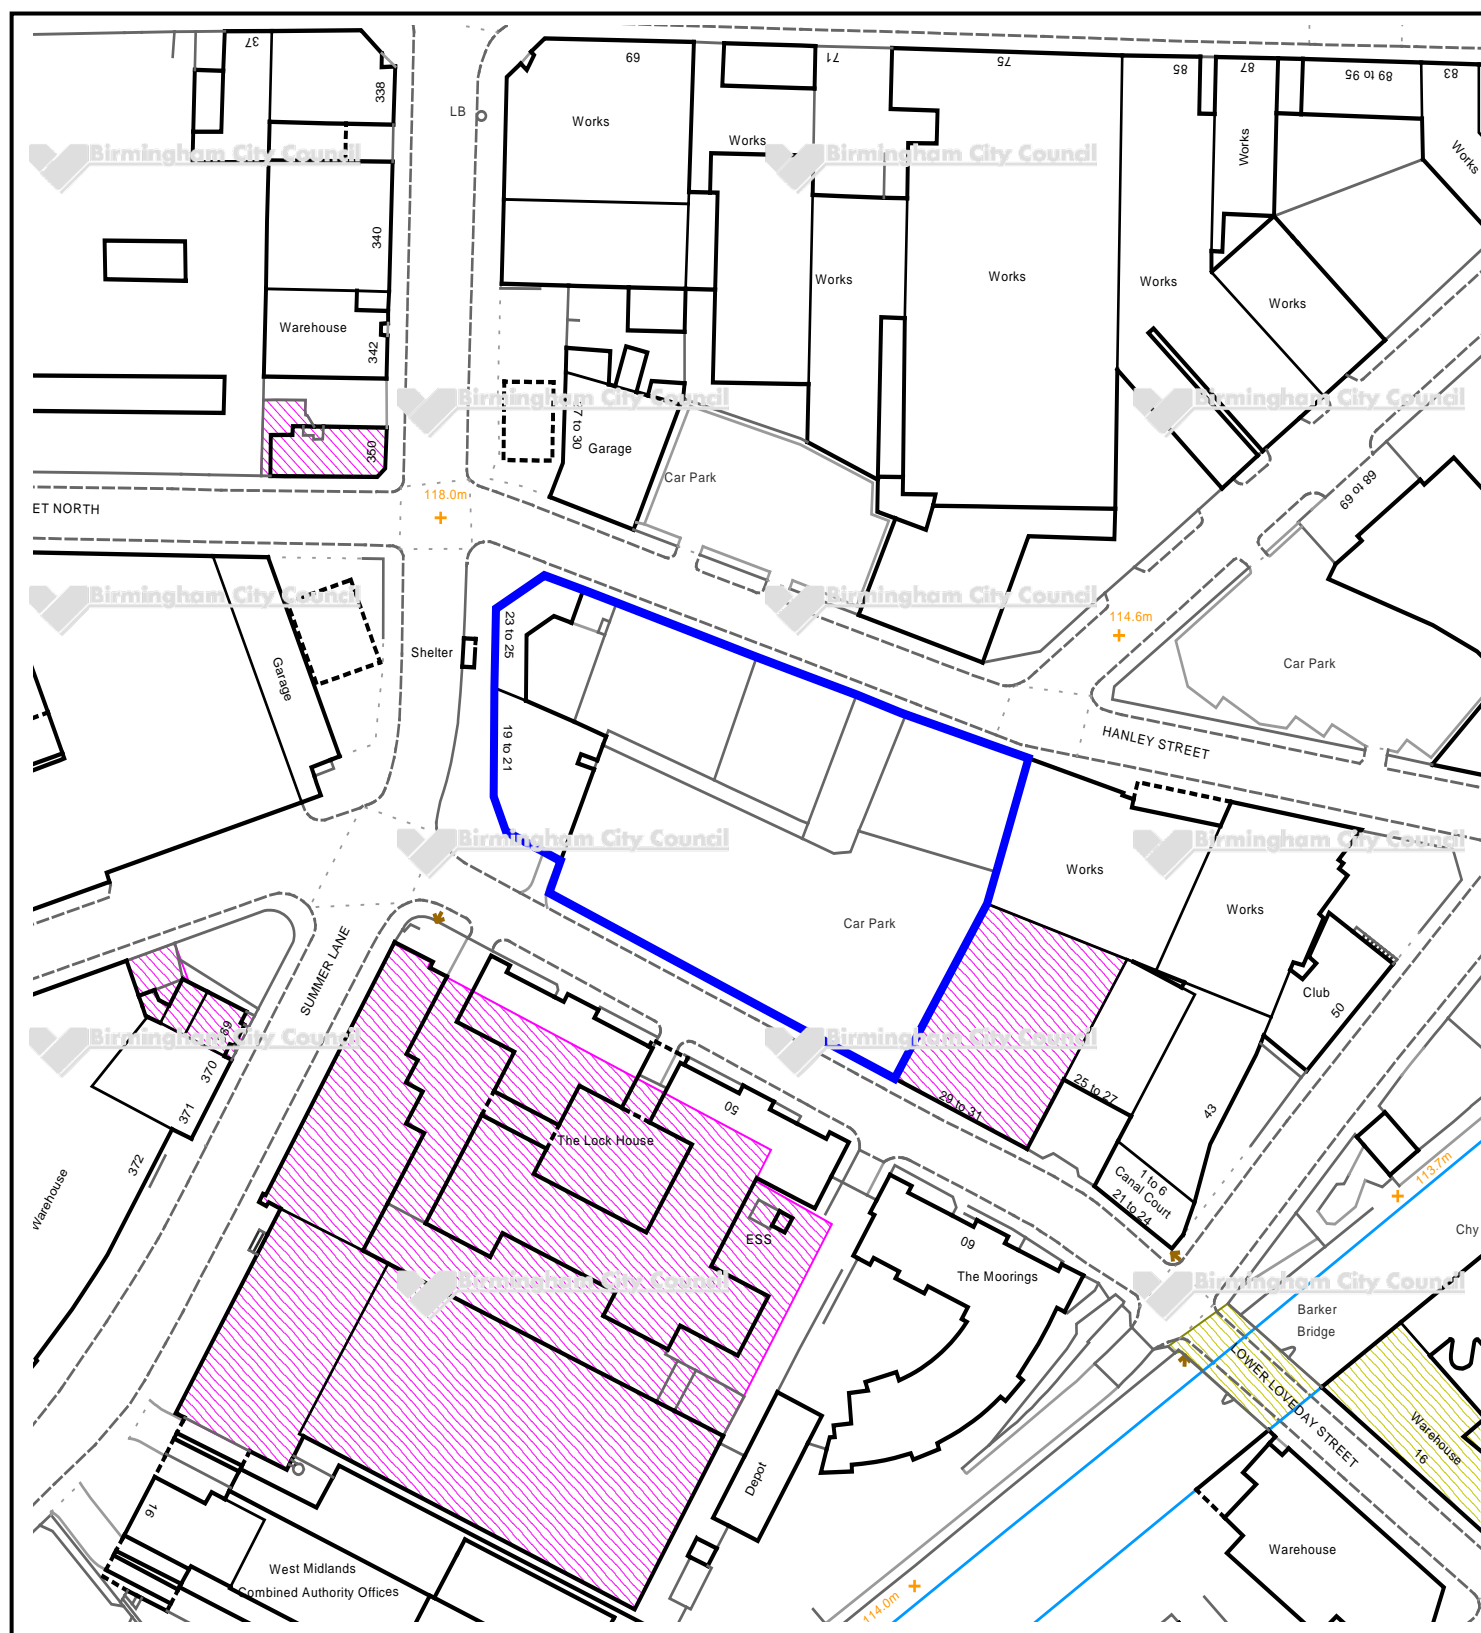 37
338
LB
69
Works
71
75
85
87
89 to 95
83
Works
Works
Works
Birmingham City Council
Birmingham City Council
340
Works
Works
Works
Works
Warehouse
342
Birmingham City Council
Birmingham City Council
350
Garage
Car Park
118.0m
ET NORTH
68 to 69
Birmingham City Council
Birmingham City Council
114.6m
23 to 25
Shelter
Garage
Car Park
19 to 21
HANLEY STREET
Birmingham City Council
Birmingham City Council
Works
Works
Car Park
SUMMER LANE
Club
50
Birmingham City Council
Birmingham City Council
370
371
372
Warehouse
50
29 to 31
25 to 27
43
The Lock House
1 to 6
Canal Court
21 to 24
113.7m
Chy
ESS
60
The Moorings
Birmingham City Council
Birmingham City Council
Barker
Bridge
LOWER LOVEDAY STREET
Warehouse
16
Depot
16
West Midlands
Combined Authority Offices
Warehouse
114.0m